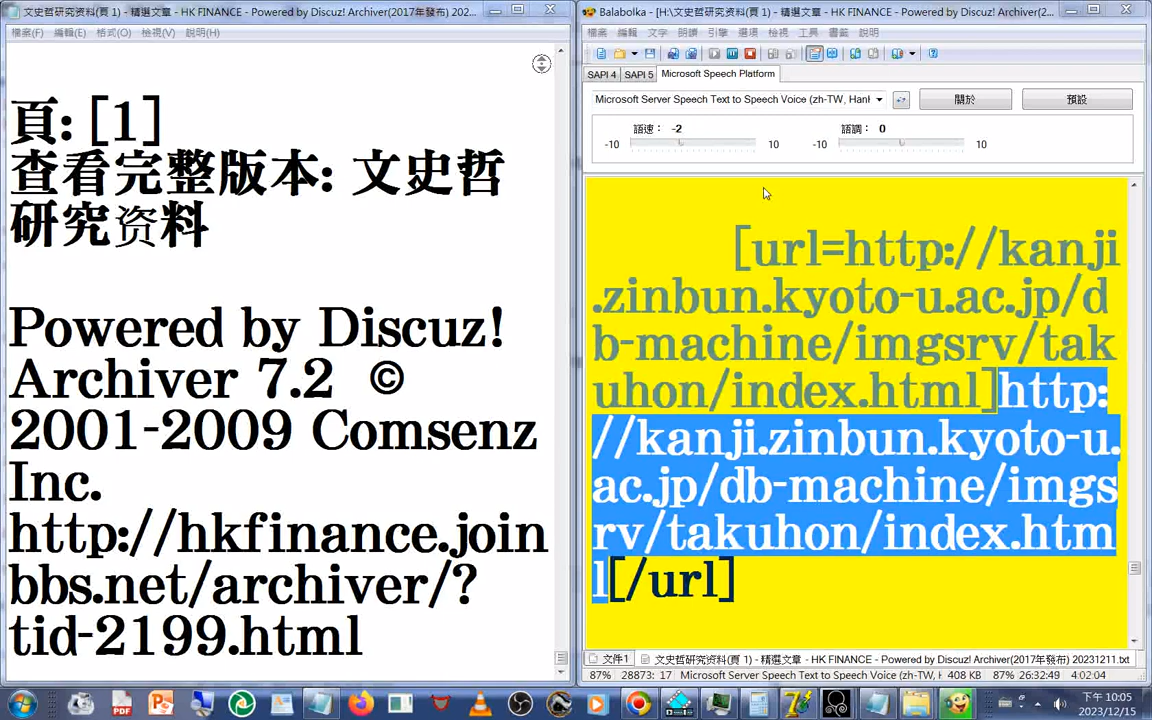 文史哲研究资料(頁 1) - 精選文章 - HK FINANCE - Powered by Discuz! Archiver(2017年發布) 202...
檔案(F) 編輯(E) 格式(O) 檢視(V) 說明(H)
頁: [1]
查看完整版本: 文史哲
研究资料
Powered by Discuz!
Archiver 7.2 ©
2001-2009 Comsenz
Inc.
http://hkfinance.join
bbs.net/archiver/?
tid-2199.html
Balabolka - [H:\文史哲研究资料(頁 1) - 精選文章 - HK FINANCE - Powered by Discuz! Archiver(2...
檔案 編輯 文字 朗讀 引擎 選項 檢視 工具 書籤 說明
SAPI 4 SAPI 5 Microsoft Speech Platform
Microsoft Server Speech Text to Speech Voice (zh-TW, Hanl 關於 預設
語速: -2 語調: 0
-10 10 -10 10
[url=http://kanji
.zinbun.kyoto-u.ac.jp/d
b-machine/imgsrv/tak
uhon/index.html]http:
//kanji.zinbun.kyoto-u.
ac.jp/db-machine/imgs
rv/takuhon/index.htm
l[/url]
文件1 文史哲研究资料(頁 1) - 精選文章 - HK FINANCE - Powered by Discuz! Archiver(2017年發布) 20231211.txt
87% 28873: 17 Microsoft Server Speech Text to Speech Voice (zh-TW, H 408 KB 87% 26:32:49 4:02:04
下午 10:05
2023/12/15